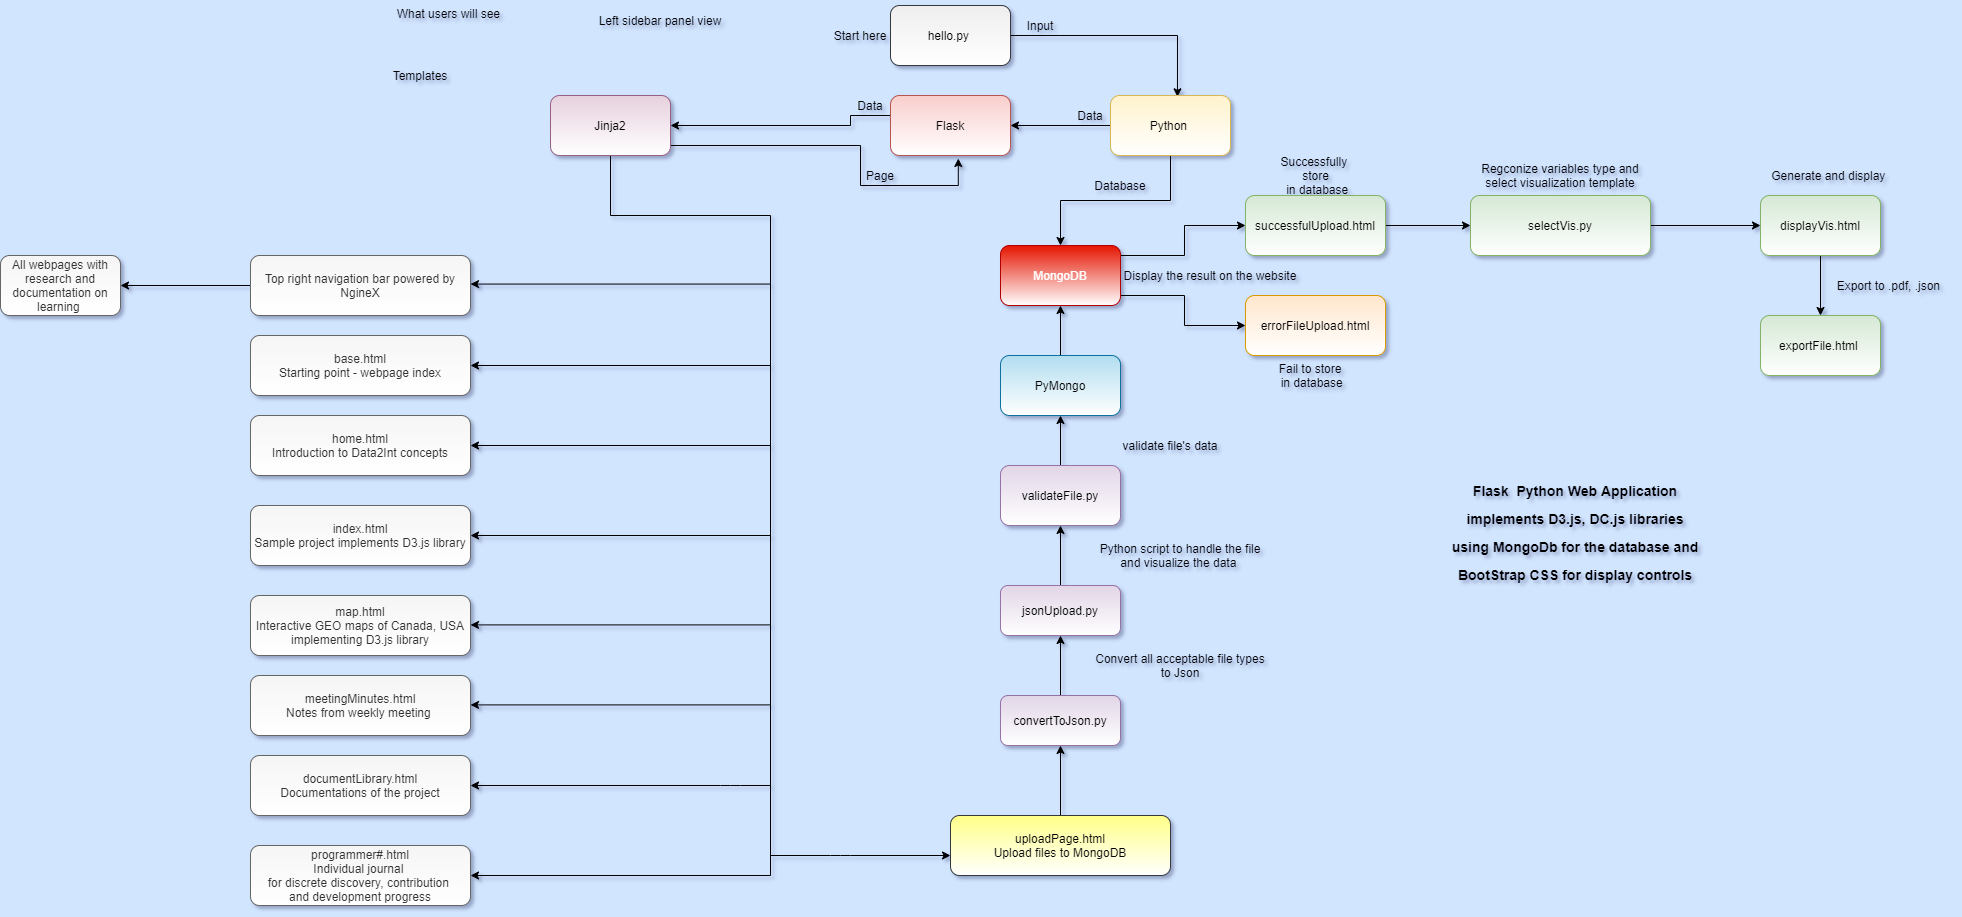 What users will see
Left sidebar panel view
Start here
hello.py
Input
Templates
Jinja2
Data
Flask
Data
Python
Page
Database
Successfully
store
in database
Regconize variables type and
select visualization template
Generate and display
successfulUpload.html
selectVis.py
displayVis.html
All webpages with
research and
documentation on
learning
Top right navigation bar powered by
NgineX
MongoDB
Display the result on the website
Export to .pdf, .json
errorFileUpload.html
exportFile.html
Fail to store
in database
base.html
Starting point - webpage index
PyMongo
home.html
Introduction to Data2Int concepts
validate file's data
validateFile.py
Flask  Python Web Application
implements D3.js, DC.js libraries
using MongoDb for the database and
BootStrap CSS for display controls
index.html
Sample project implements D3.js library
Python script to handle the file
and visualize the data
map.html
Interactive GEO maps of Canada, USA
implementing D3.js library
jsonUpload.py
Convert all acceptable file types
to Json
meetingMinutes.html
Notes from weekly meeting
convertToJson.py
documentLibrary.html
Documentations of the project
uploadPage.html
Upload files to MongoDB
programmer#.html
Individual journal
for discrete discovery, contribution
and development progress